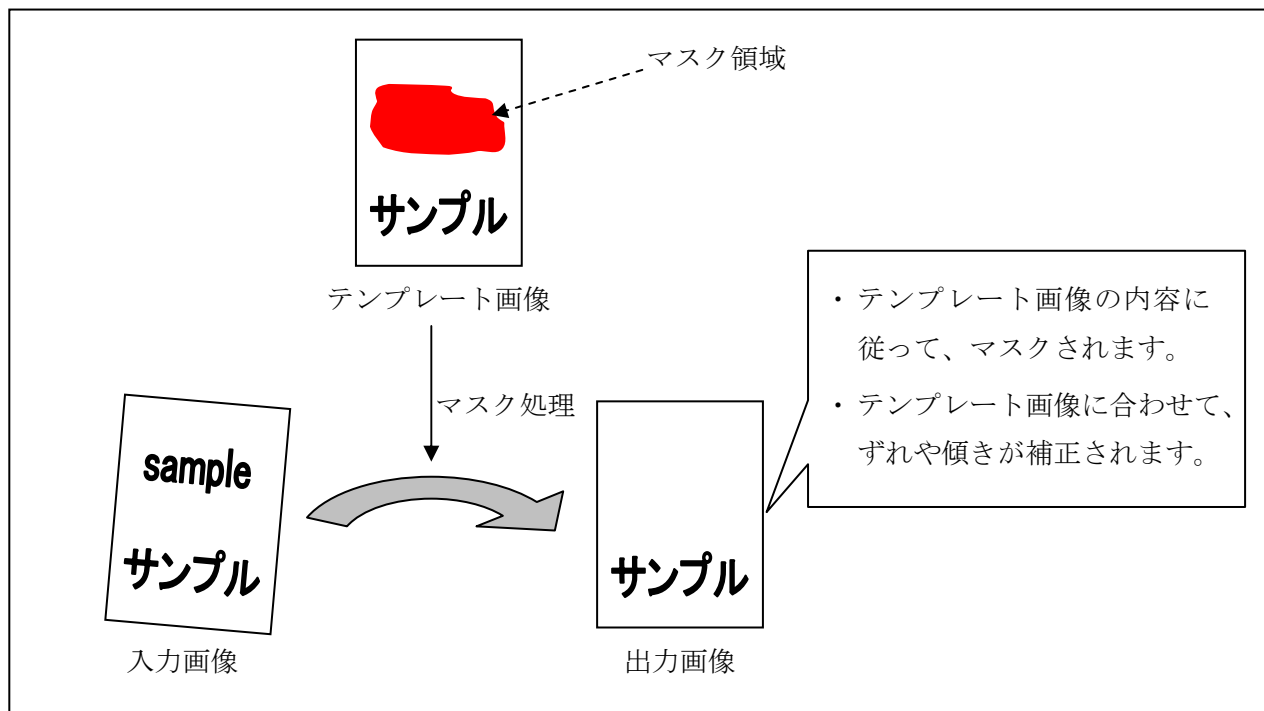 マスク領域
サンプル
テンプレート画像
マスク処理
sample
サンプル
入力画像
サンプル
出力画像
・テンプレート画像の内容に
従って、マスクされます。
・テンプレート画像に合わせて、
ずれや傾きが補正されます。